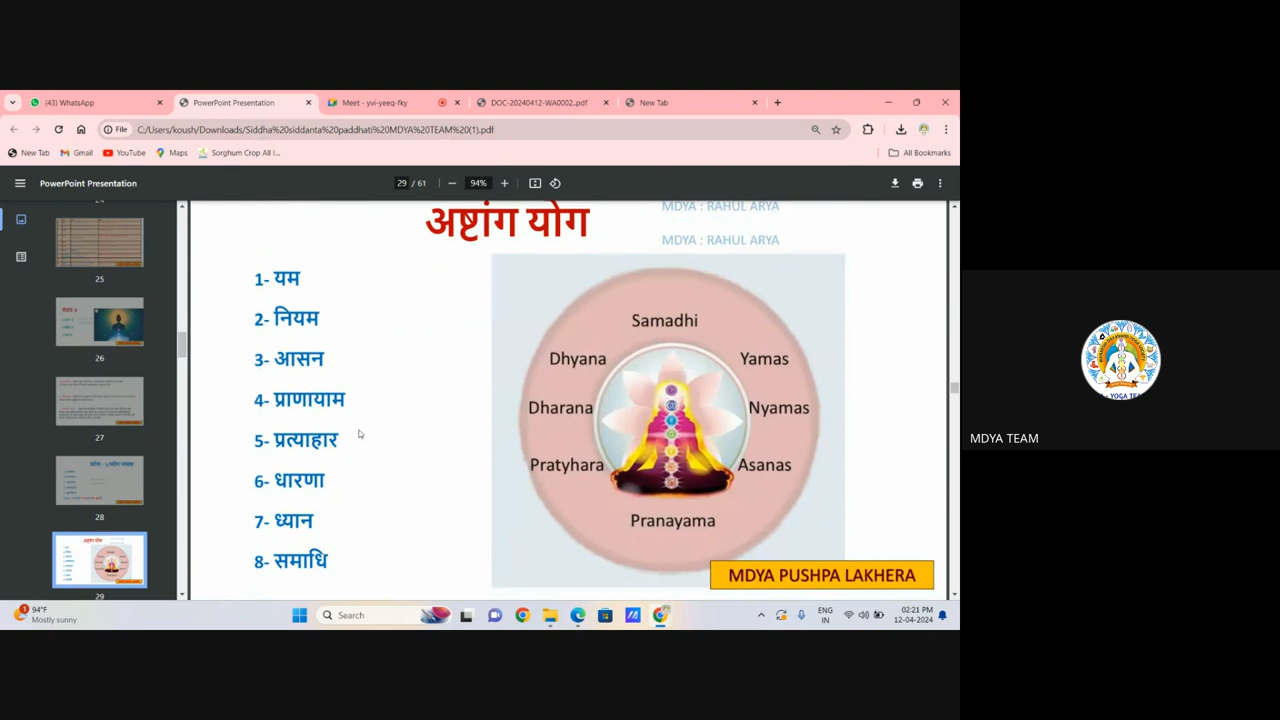 (43) WhatsApp
PowerPoint Presentation
Meet - yvi-yeeq-fky
DOC-20240412-WA0002..pdf
New Tab
File
C:/Users/koush/Downloads/Siddha%20siddanta%20paddhati%20MDYA%20TEAM%20(1).pdf
New Tab
Gmail
YouTube
Maps
Sorghum Crop All I...
All Bookmarks
PowerPoint Presentation
29 / 61
94%
25
26
27
28
29
अष्टांग योग
MDYA : RAHUL ARYA
MDYA : RAHUL ARYA
1- यम
2- नियम
3- आसन
4- प्राणायाम
5- प्रत्याहार
6- धारणा
7- ध्यान
8- समाधि
Samadhi
Dhyana
Yamas
Dharana
Nyamas
Pratyhara
Asanas
Pranayama
MDYA PUSHPA LAKHERA
MDYA TEAM
1
94°F
Mostly sunny
Search
ENG
IN
02:21 PM
12-04-2024